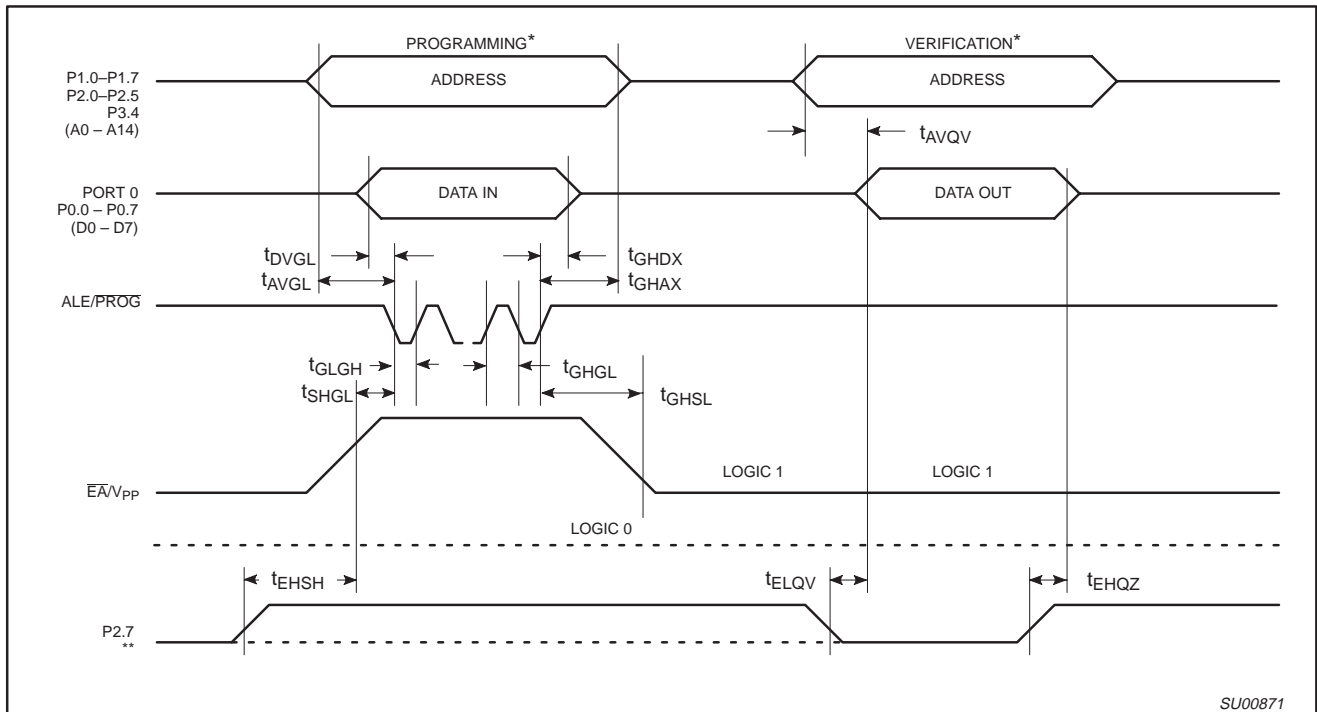 PROGRAMMING*
VERIFICATION*
P1.0–P1.7
P2.0–P2.5
P3.4
(A0 – A14)
ADDRESS
ADDRESS
tAVQV
PORT 0
P0.0 – P0.7
(D0 – D7)
DATA IN
DATA OUT
tDVGL
tGHDX
tAVGL
tGHAX
ALE/PROG
tGLGH
tGHGL
tSHGL
tGHSL
EA/VPP
LOGIC 1
LOGIC 1
LOGIC 0
tEHSH
tELQV
tEHQZ
P2.7
**
SU00871